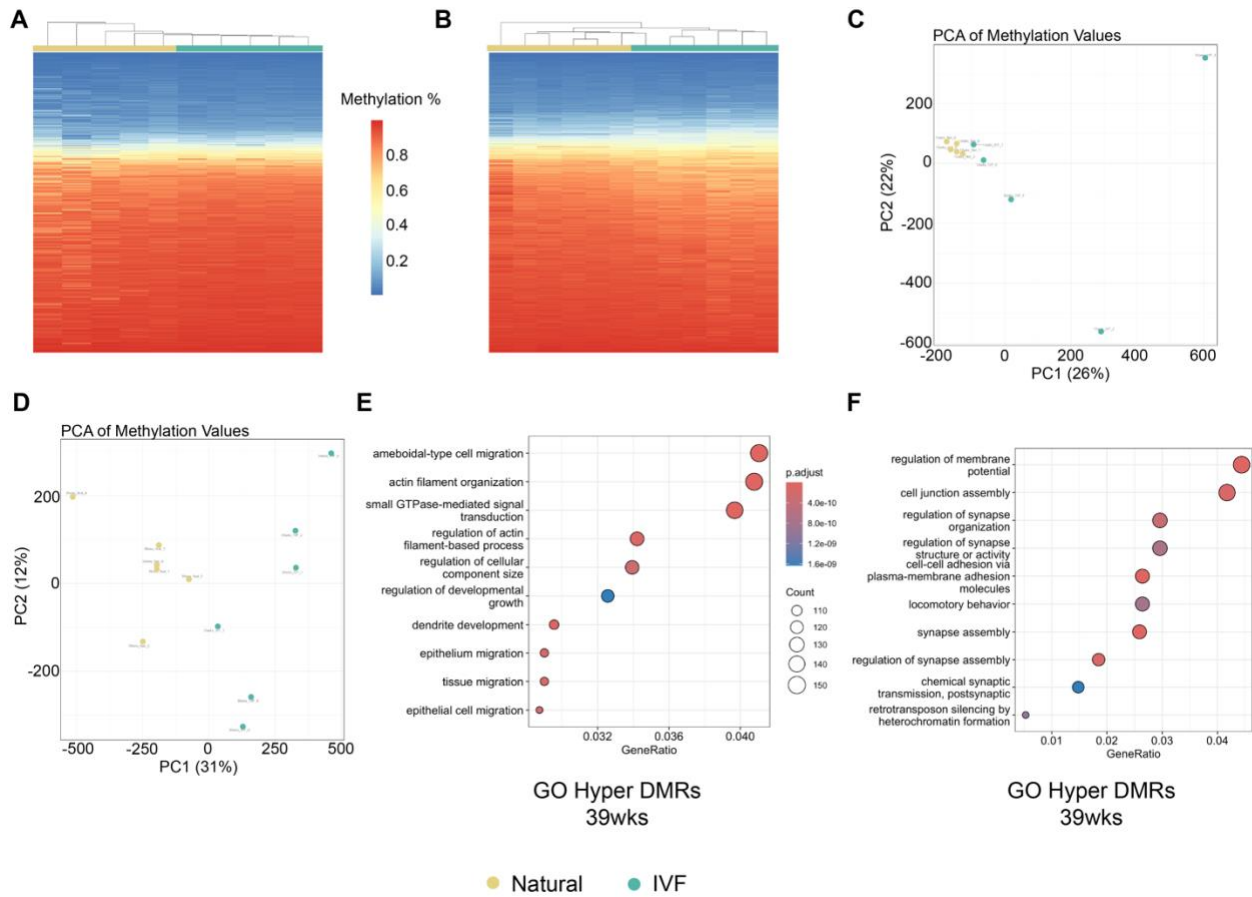 A
B
C
Methylation %
0.8
0.6
0.4
0.2
PCA of Methylation Values
200
0
-200
-400
-600
-200
0
200
400
600
PC2 (22%)
PC1 (26%)
D
PCA of Methylation Values
200
0
-200
-500
-250
0
250
500
PC2 (12%)
PC1 (31%)
E
ameboidal-type cell migration
actin filament organization
small GTPase-mediated signal
transduction
regulation of actin
filament-based process
regulation of cellular
component size
regulation of developmental
growth
dendrite development
epithelium migration
tissue migration
epithelial cell migration
0.032
0.036
0.040
GeneRatio
p.adjust
4.0e-10
8.0e-10
1.2e-09
1.6e-09
Count
110
120
130
140
150
GO Hyper DMRs
39wks
F
regulation of membrane
potential
cell junction assembly
regulation of synapse
organization
regulation of synapse
structure or activity
cell-cell adhesion via
plasma-membrane adhesion
molecules
locomotory behavior
synapse assembly
regulation of synapse assembly
chemical synaptic
transmission, postsynaptic
retrotransposon silencing by
heterochromatin formation
0.01
0.02
0.03
0.04
GeneRatio
GO Hyper DMRs
39wks
Natural
IVF